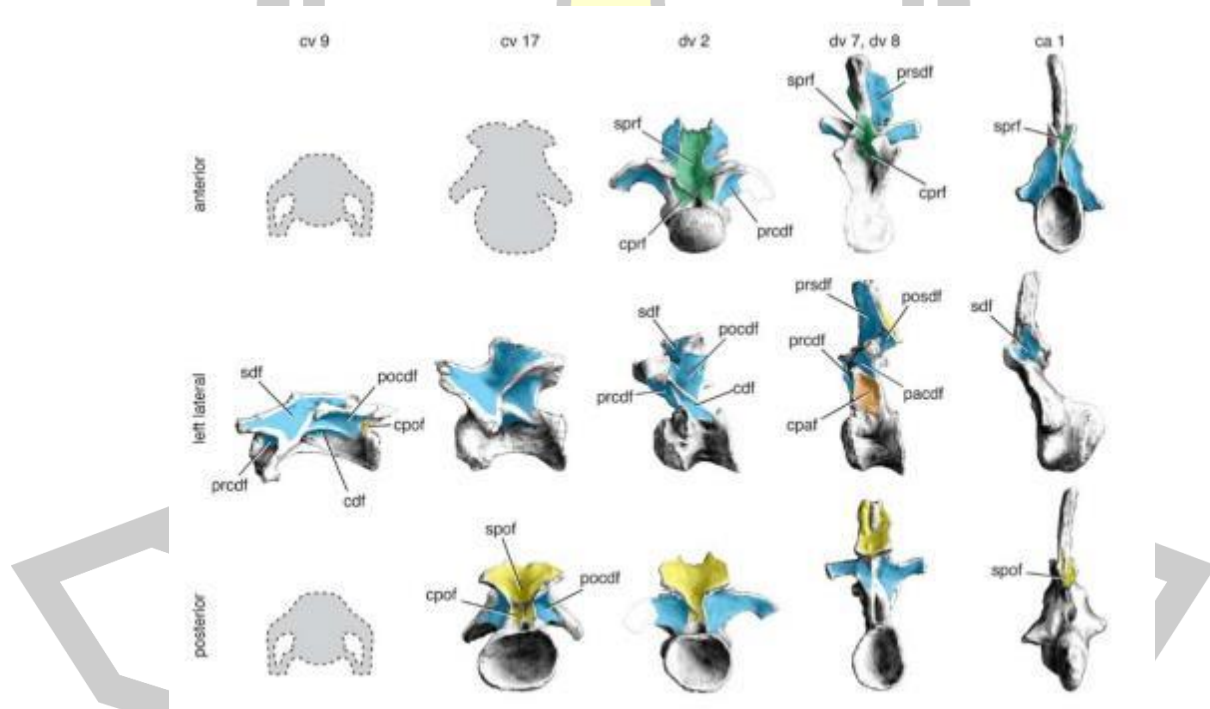 cv 9 cv 17 dv 2 dv 7, dv 8 ca 1
anterior
sprf
cprf
prcdf
sprf
prsdf
cprf
sprf
left lateral
sdf
pocdf
cpof
prcdf
cdf
sdf
pocdf
prcdf
cdf
prsdf
posdf
prcdf
pacdf
cpaf
sdf
posterior
spof
cpof
pocdf
spof